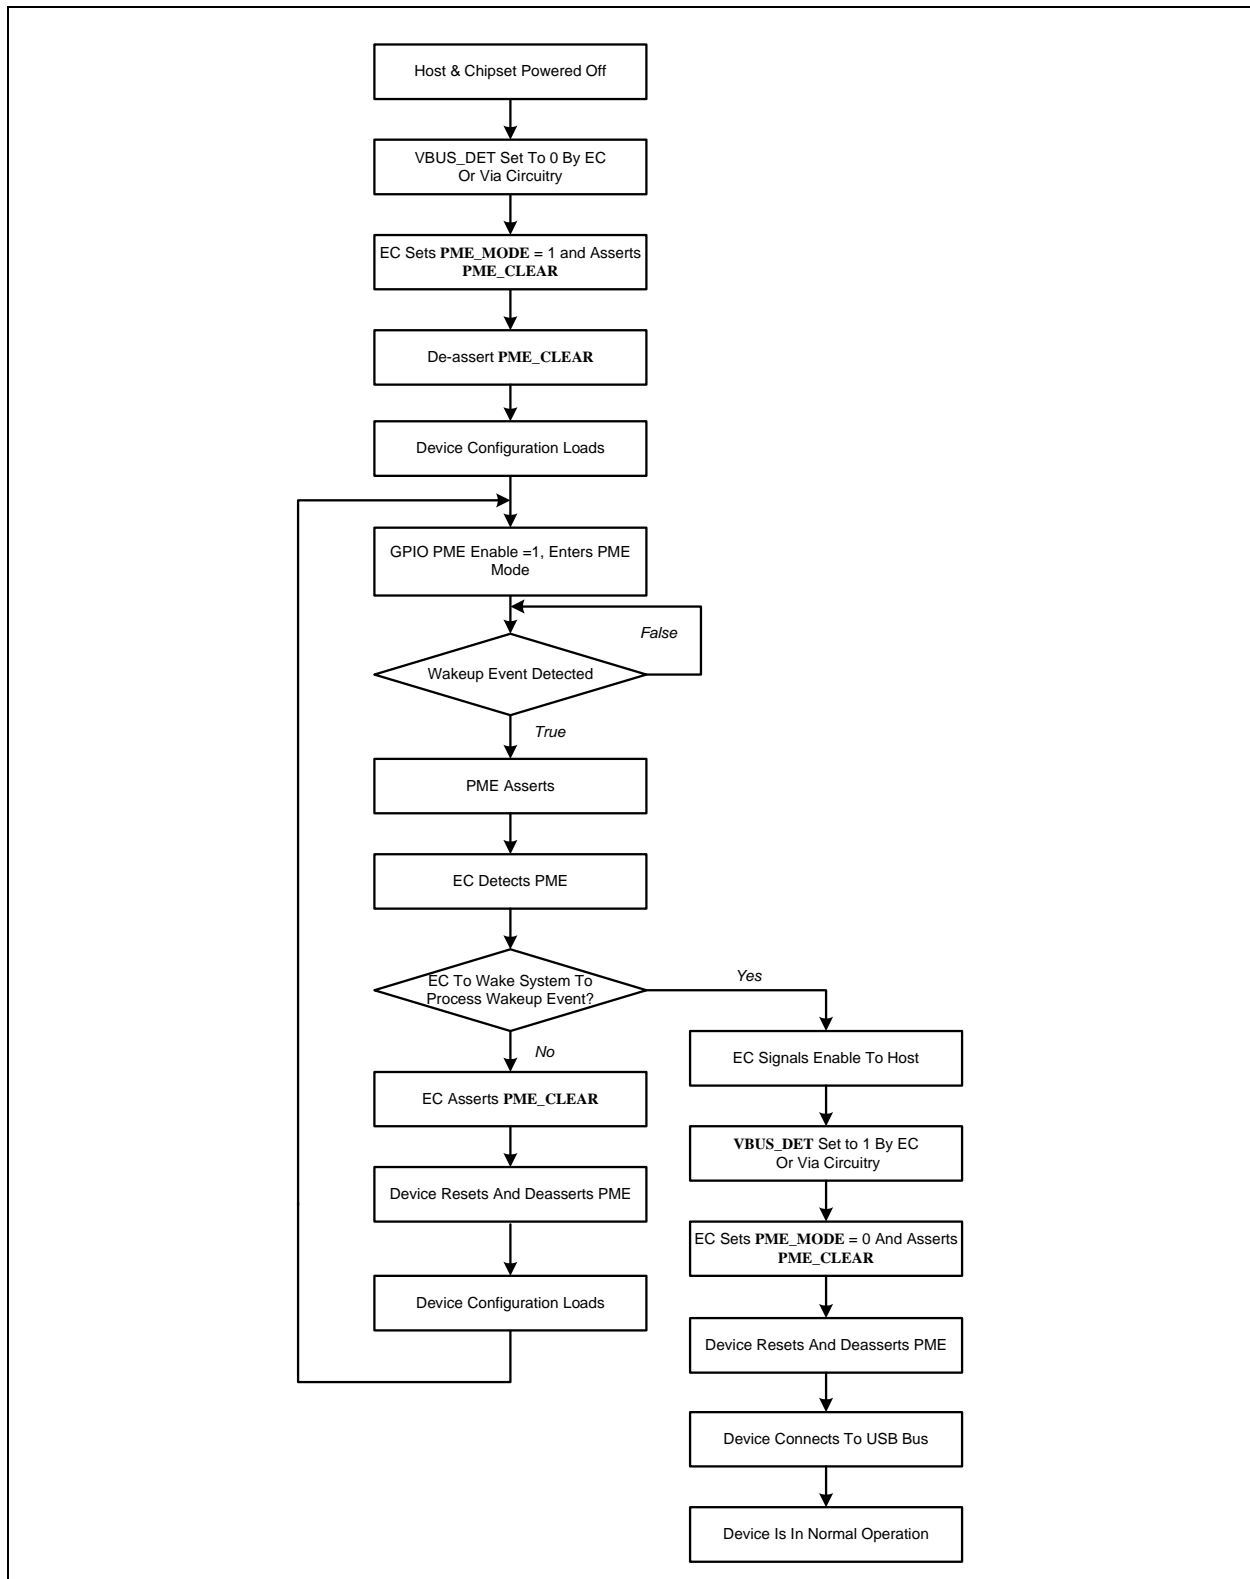 Host & Chipset Powered Off
VBUS_DET Set To 0 By EC
Or Via Circuitry
EC Sets PME_MODE = 1 and Asserts
PME_CLEAR
De-assert PME_CLEAR
Device Configuration Loads
GPIO PME Enable =1, Enters PME
Mode
False
Wakeup Event Detected
True
PME Asserts
EC Detects PME
EC To Wake System To
Process Wakeup Event?
Yes
No
EC Asserts PME_CLEAR
Device Resets And Deasserts PME
Device Configuration Loads
EC Signals Enable To Host
VBUS_DET Set to 1 By EC
Or Via Circuitry
EC Sets PME_MODE = 0 And Asserts
PME_CLEAR
Device Resets And Deasserts PME
Device Connects To USB Bus
Device Is In Normal Operation